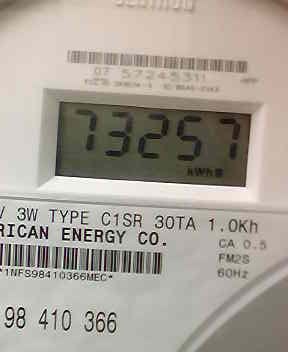 07 57245311
73257
kWhB
V 3W TYPE C1SR 30TA 1.0Kh
RICAN ENERGY CO.
CA 0.5
FM2S
*1NFS98410366MEC*
60Hz
98 410 366